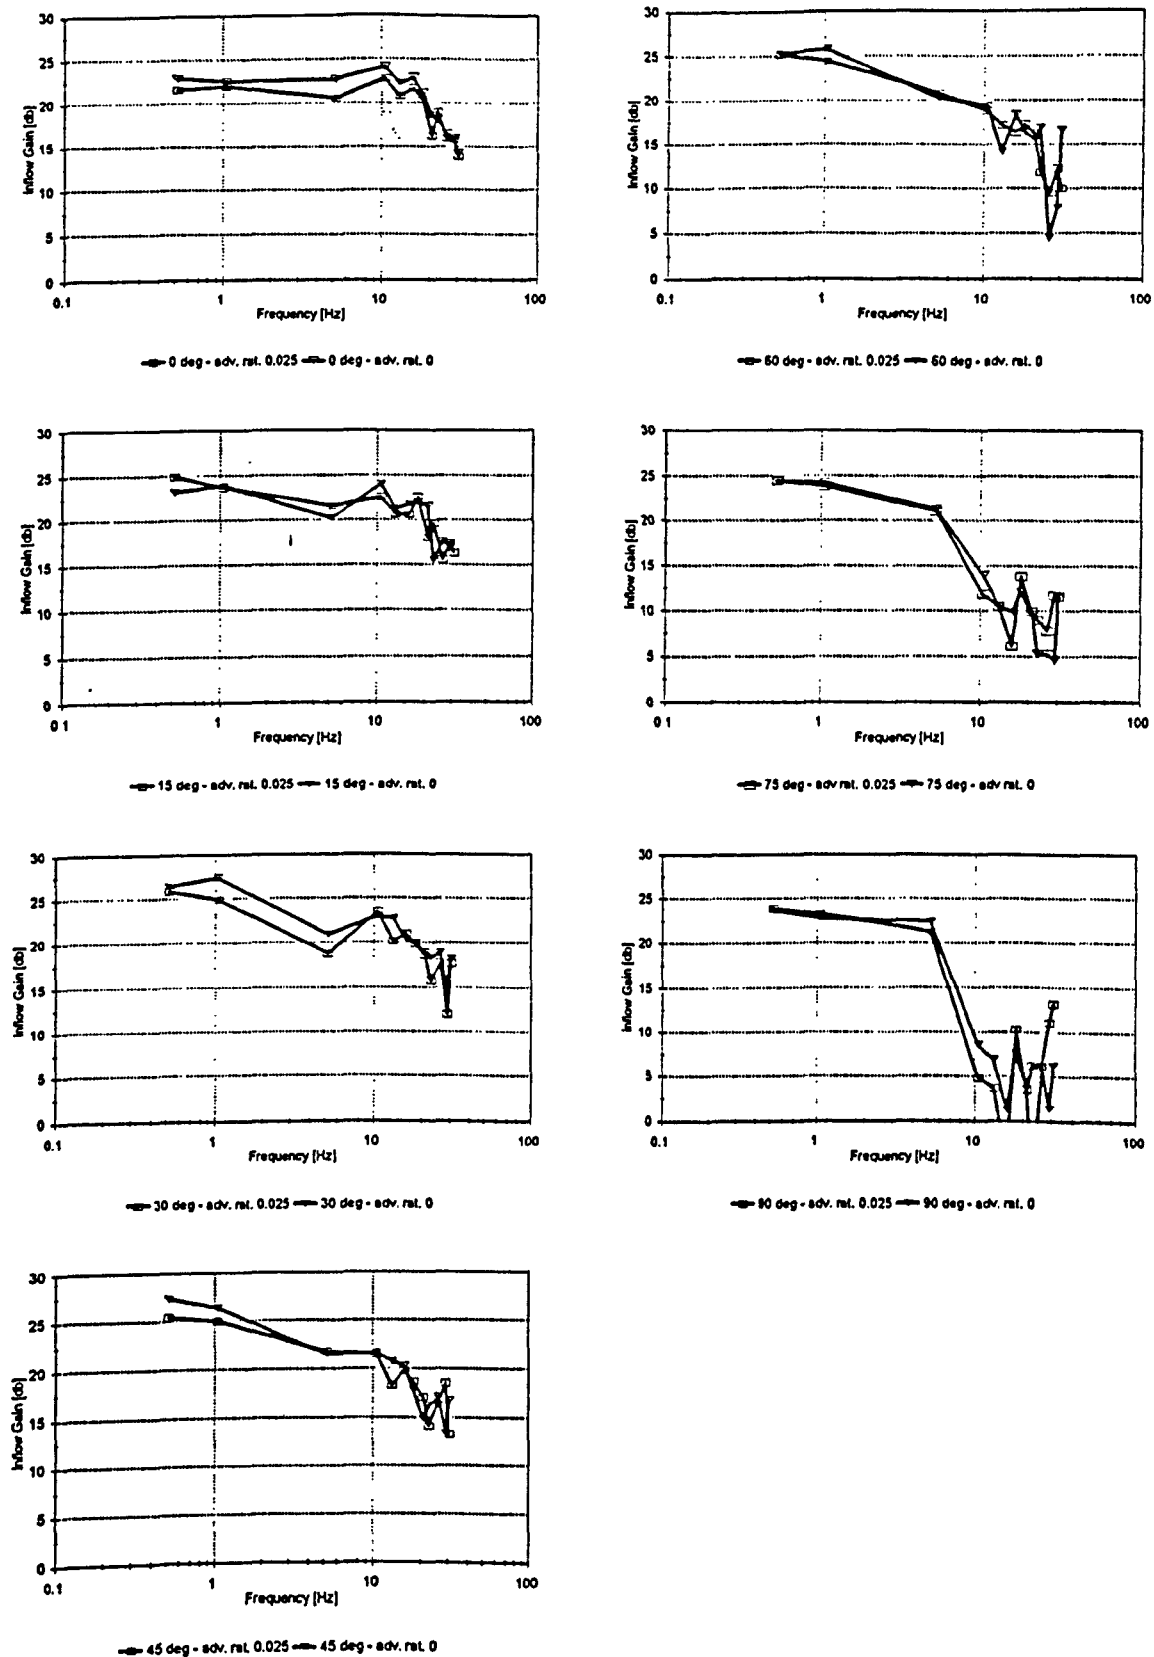 30
25
20
15
10
5
0
Inflow Gain [db]
0.1 1 10 100
Frequency [Hz]
0 deg - adv. rat. 0.025 0 deg - adv. rat. 0
30
25
20
15
10
5
0
Inflow Gain [db]
0.1 1 10 100
Frequency [Hz]
60 deg - adv. rat. 0.025 60 deg - adv. rat. 0
30
25
20
15
10
5
0
Inflow Gain [db]
0 1 1 10 100
Frequency [Hz]
15 deg - adv. rat. 0.025 15 deg - adv. rat. 0
30
25
20
15
10
5
0
Inflow Gain [db]
0 1 1 10 100
Frequency [Hz]
75 deg - adv rat. 0.025 75 deg - adv. rat. 0
30
25
20
15
10
5
0
Inflow Gain [db]
0.1 1 10 100
Frequency [Hz]
30 deg - adv. rat. 0.025 30 deg - adv. rat. 0
30
25
20
15
10
5
0
Inflow Gain [db]
0.1 1 10 100
Frequency [Hz]
90 deg - adv. rat. 0.025 90 deg - adv. rat. 0
30
25
20
15
10
5
0
Inflow Gain [db]
0.1 1 10 100
Frequency [Hz]
45 deg - adv. rat. 0.025 45 deg - adv. rat. 0